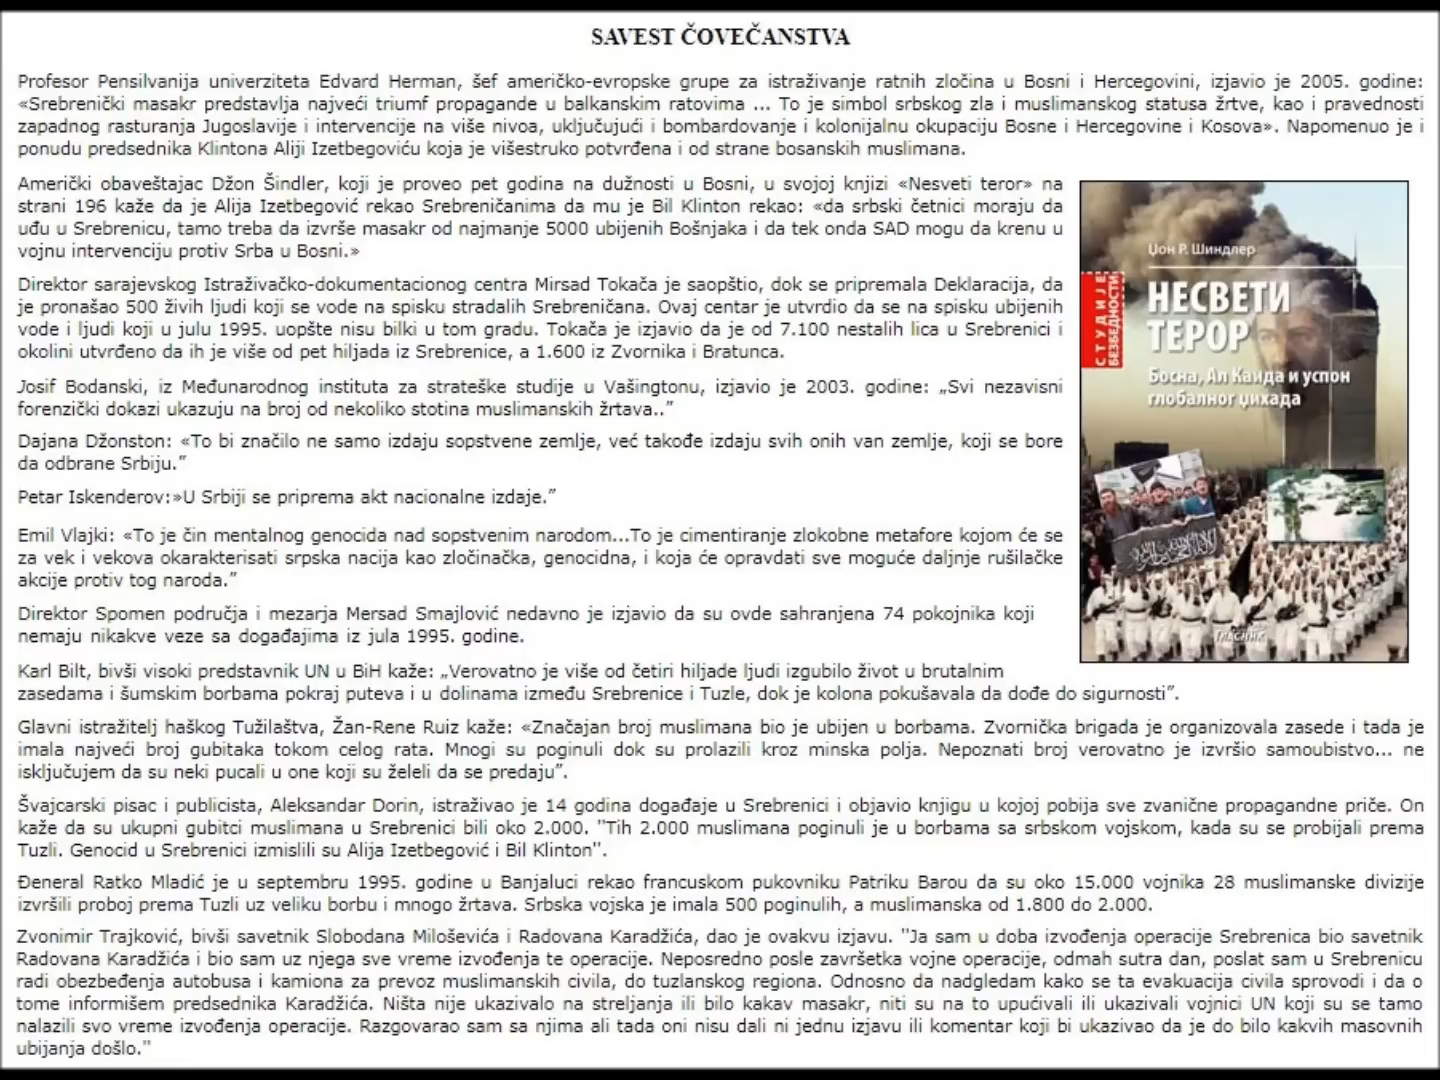 SAVEST ČOVEČANSTVA
Profesor Pensilvanija univerziteta Edvard Herman, šef američko-evropske grupe za istraživanje ratnih zločina u Bosni i Hercegovini, izjavio je 2005. godine:
«Srebrenički masakr predstavlja najveći triumf propagande u balkanskim ratovima ... To je simbol srbskog zla i muslimanskog statusa žrtve, kao i pravednosti
zapadnog rasturanja Jugoslavije i intervencije na više nivoa, uključujući i bombardovanje i kolonijalnu okupaciju Bosne i Hercegovine i Kosova». Napomenuo je i
ponudu predsednika Klintona Aliji Izetbegoviću koja je višestruko potvrđena i od strane bosanskih muslimana.
Američki obaveštajac Džon Šindler, koji je proveo pet godina na dužnosti u Bosni, u svojoj knjizi «Nesveti teror» na
strani 196 kaže da je Alija Izetbegović rekao Srebreničanima da mu je Bil Klinton rekao: «da srbski četnici moraju da
uđu u Srebrenicu, tamo treba da izvrše masakr od najmanje 5000 ubijenih Bošnjaka i da tek onda SAD mogu da krenu u
vojnu intervenciju protiv Srba u Bosni.»
Direktor sarajevskog Istraživačko-dokumentacionog centra Mirsad Tokača je saopštio, dok se pripremala Deklaracija, da
je pronašao 500 živih ljudi koji se vode na spisku stradalih Srebreničana. Ovaj centar je utvrdio da se na spisku ubijenih
vode i ljudi koji u julu 1995. uopšte nisu bilki u tom gradu. Tokača je izjavio da je od 7.100 nestalih lica u Srebrenici i
okolini utvrđeno da ih je više od pet hiljada iz Srebrenice, a 1.600 iz Zvornika i Bratunca.
Josif Bodanski, iz Međunarodnog instituta za strateške studije u Vašingtonu, izjavio je 2003. godine: „Svi nezavisni
forenzički dokazi ukazuju na broj od nekoliko stotina muslimanskih žrtava..”
Dajana Džonston: «To bi značilo ne samo izdaju sopstvene zemlje, već takođe izdaju svih onih van zemlje, koji se bore
da odbrane Srbiju.”
Petar Iskenderov:»U Srbiji se priprema akt nacionalne izdaje.”
Emil Vlajki: «To je čin mentalnog genocida nad sopstvenim narodom...To je cimentiranje zlokobne metafore kojom će se
za vek i vekova okarakterisati srpska nacija kao zločinačka, genocidna, i koja će opravdati sve moguće daljnje rušilačke
akcije protiv tog naroda.”
Direktor Spomen područja i mezarja Mersad Smajlović nedavno je izjavio da su ovde sahranjena 74 pokojnika koji
nemaju nikakve veze sa događajima iz jula 1995. godine.
Karl Bilt, bivši visoki predstavnik UN u BiH kaže: „Verovatno je više od četiri hiljade ljudi izgubilo život u brutalnim
zasedama i šumskim borbama pokraj puteva i u dolinama između Srebrenice i Tuzle, dok je kolona pokušavala da dođe do sigurnosti”.
Glavni istražitelj haškog Tužilaštva, Žan-Rene Ruiz kaže: «Značajan broj muslimana bio je ubijen u borbama. Zvornička brigada je organizovala zasede i tada je
imala najveći broj gubitaka tokom celog rata. Mnogi su poginuli dok su prolazili kroz minska polja. Nepoznati broj verovatno je izvršio samoubistvo... ne
isključujem da su neki pucali u one koji su želeli da se predaju”.
Švajcarski pisac i publicista, Aleksandar Dorin, istraživao je 14 godina događaje u Srebrenici i objavio knjigu u kojoj pobija sve zvanične propagandne priče. On
kaže da su ukupni gubitci muslimana u Srebrenici bili oko 2.000. "Tih 2.000 muslimana poginuli je u borbama sa srbskom vojskom, kada su se probijali prema
Tuzli. Genocid u Srebrenici izmislili su Alija Izetbegović i Bil Klinton".
Đeneral Ratko Mladić je u septembru 1995. godine u Banjaluci rekao francuskom pukovniku Patriku Barou da su oko 15.000 vojnika 28 muslimanske divizije
izvršili proboj prema Tuzli uz veliku borbu i mnogo žrtava. Srbska vojska je imala 500 poginulih, a muslimanska od 1.800 do 2.000.
Zvonimir Trajković, bivši savetnik Slobodana Miloševića i Radovana Karadžića, dao je ovakvu izjavu. "Ja sam u doba izvođenja operacije Srebrenica bio savetnik
Radovana Karadžića i bio sam uz njega sve vreme izvođenja te operacije. Neposredno posle završetka vojne operacije, odmah sutra dan, poslat sam u Srebrenicu
radi obezbeđenja autobusa i kamiona za prevoz muslimanskih civila, do tuzlanskog regiona. Odnosno da nadgledam kako se ta evakuacija civila sprovodi i da o
tome informišem predsednika Karadžića. Ništa nije ukazivalo na streljanja ili bilo kakav masakr, niti su na to upućivali ili ukazivali vojnici UN koji su se tamo
nalazili svo vreme izvođenja operacije. Razgovarao sam sa njima ali tada oni nisu dali ni jednu izjavu ili komentar koji bi ukazivao da je do bilo kakvih masovnih
ubijanja došlo."
Џон Р. Шиндлер
СТУДИЈЕ
БЕЗБЕДНОСТИ
НЕСВЕТИ
ТЕРОР
Босна, Ал Каида и успон
глобалног џихада
ГЛАСНИК